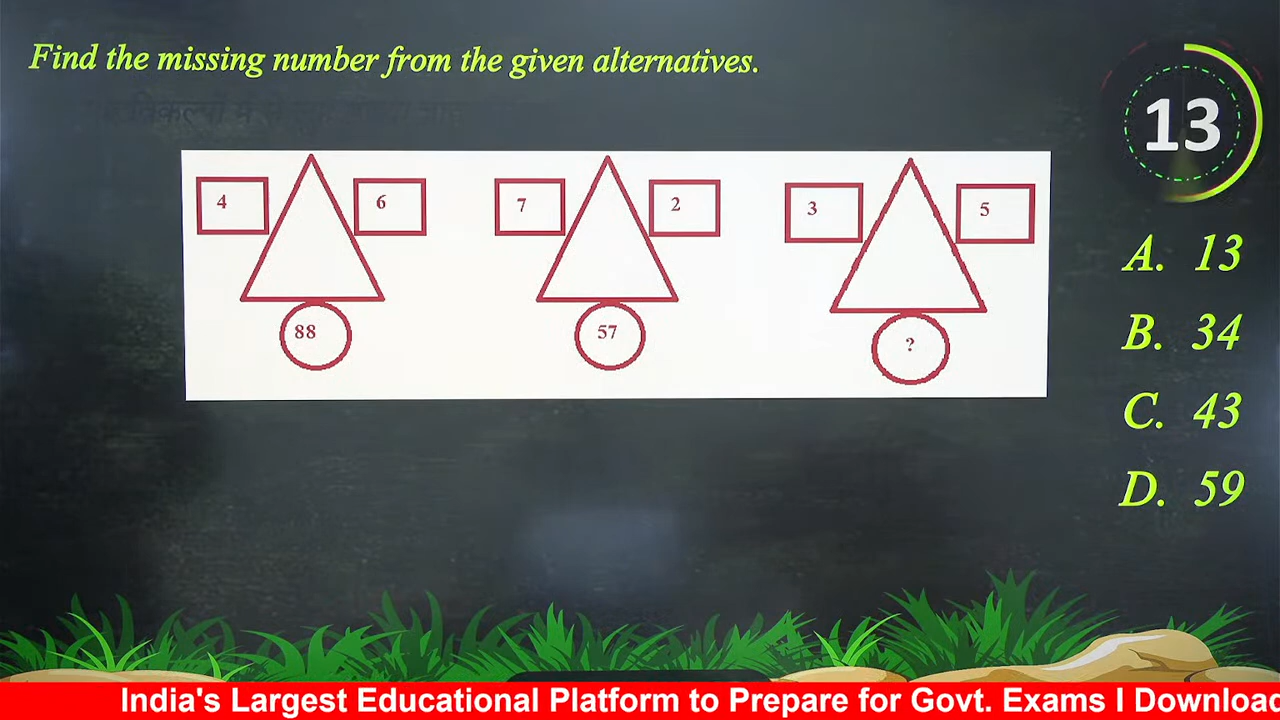 Find the missing number from the given alternatives.
13
4
6
7
2
3
5
88
57
?
A. 13
B. 34
C. 43
D. 59
India's Largest Educational Platform to Prepare for Govt. Exams I Download